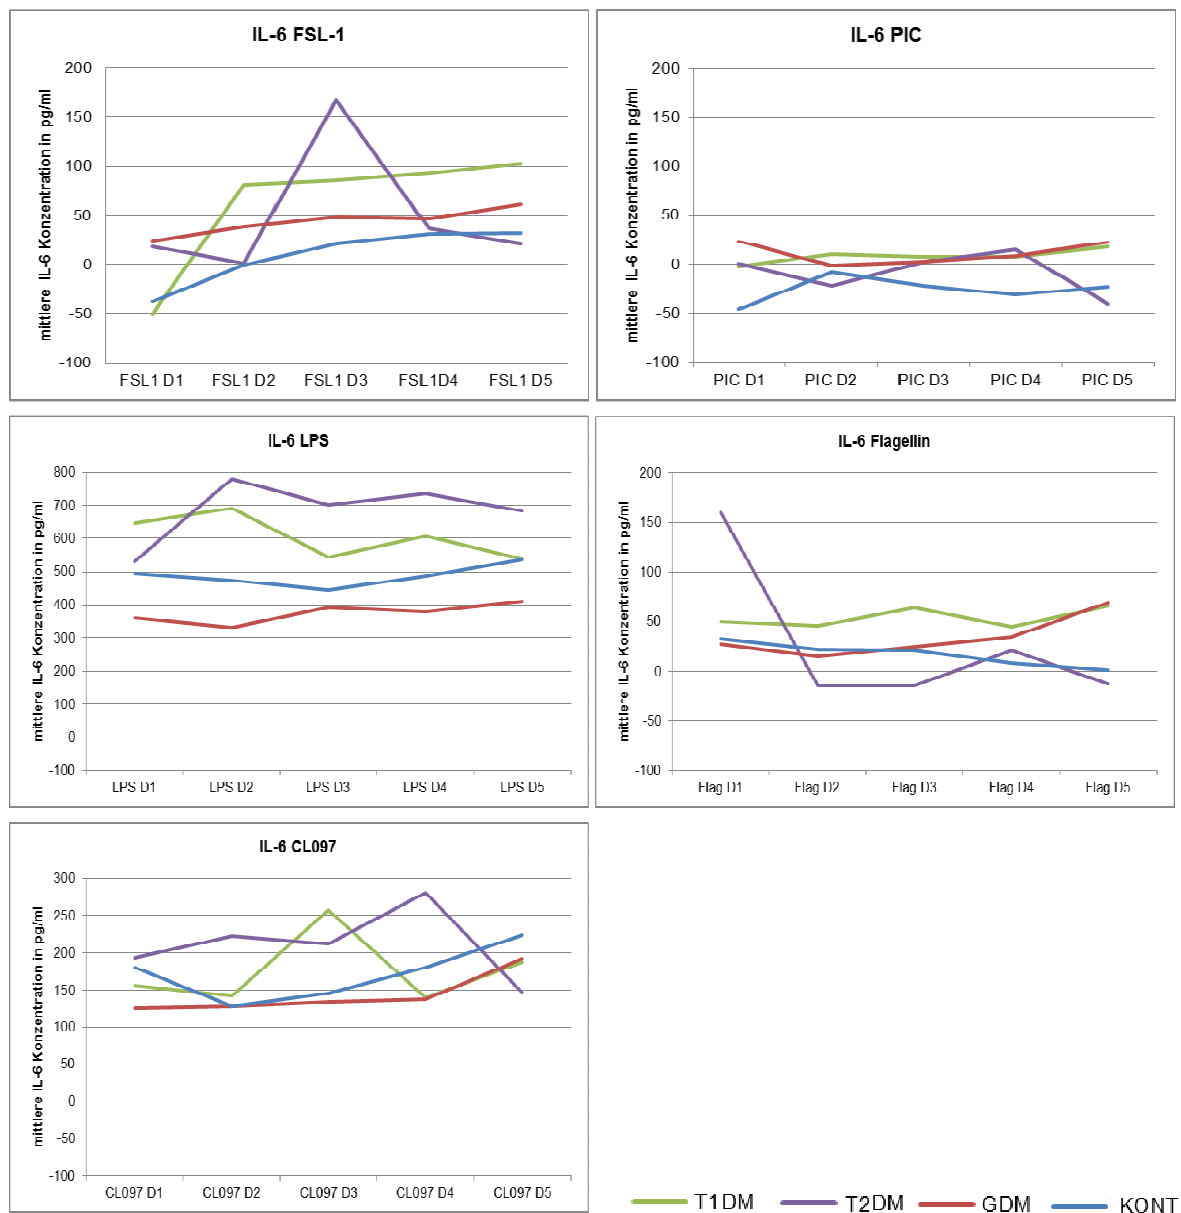 IL-6 FSL-1
mittlere IL-6 Konzentration in pg/ml
200
150
100
50
0
-50
-100
FSL1 D1 FSL1 D2 FSL1 D3 FSL1D4 FSL1 D5
IL-6 PIC
mittlere IL-6 Konzentration in pg/ml
200
150
100
50
0
-50
-100
PIC D1 PIC D2 PIC D3 PIC D4 PIC D5
IL-6 LPS
mittlere IL-6 Konzentration in pg/ml
800
700
600
500
400
300
200
100
0
-100
LPS D1 LPS D2 LPS D3 LPS D4 LPS D5
IL-6 Flagellin
mittlere IL-6 Konzentration in pg/ml
200
150
100
50
0
-50
-100
Flag D1 Flag D2 Flag D3 Flag D4 Flag D5
IL-6 CL097
mittlere IL-6 Konzentration in pg/ml
300
250
200
150
100
50
0
-50
-100
CL097 D1 CL097 D2 CL097 D3 CL097 D4 CL097 D5
T1DM T2DM GDM KONT